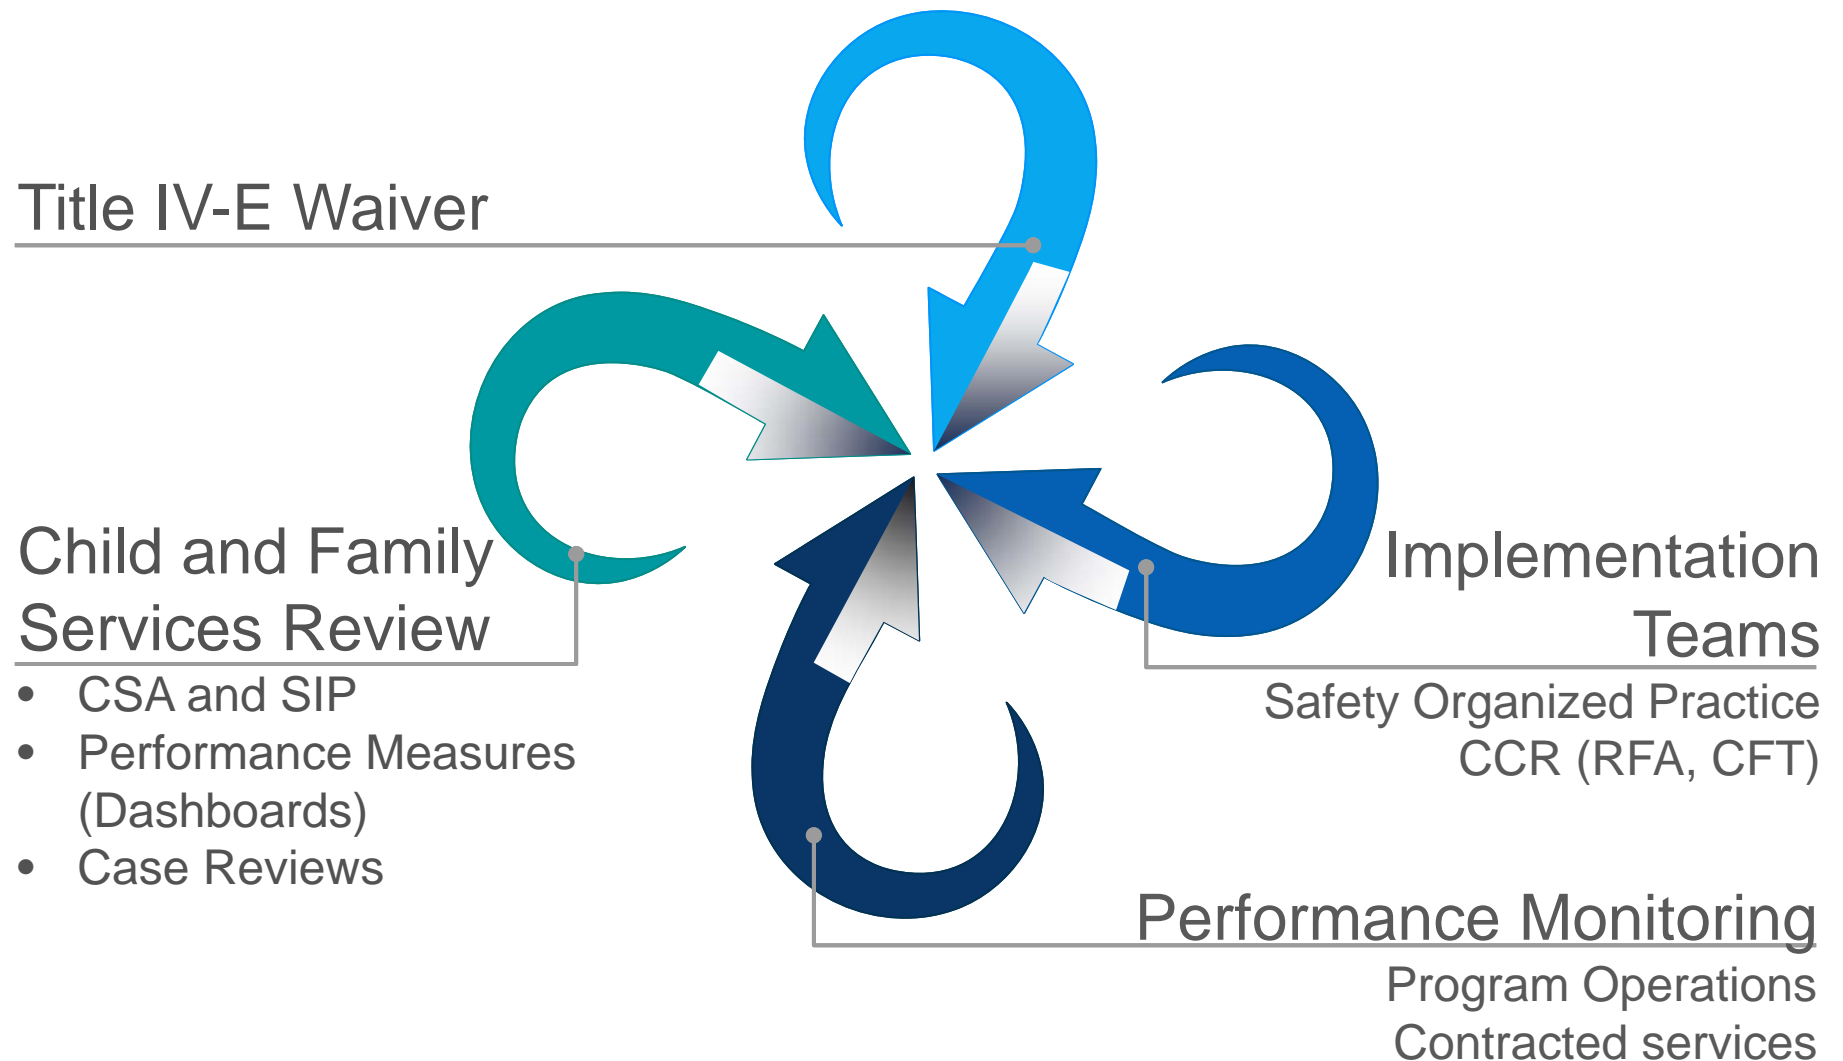 Title IV-E Waiver
Child and Family
Services Review
• CSA and SIP
• Performance Measures
(Dashboards)
• Case Reviews
Implementation
Teams
Safety Organized Practice
CCR (RFA, CFT)
Performance Monitoring
Program Operations
Contracted services